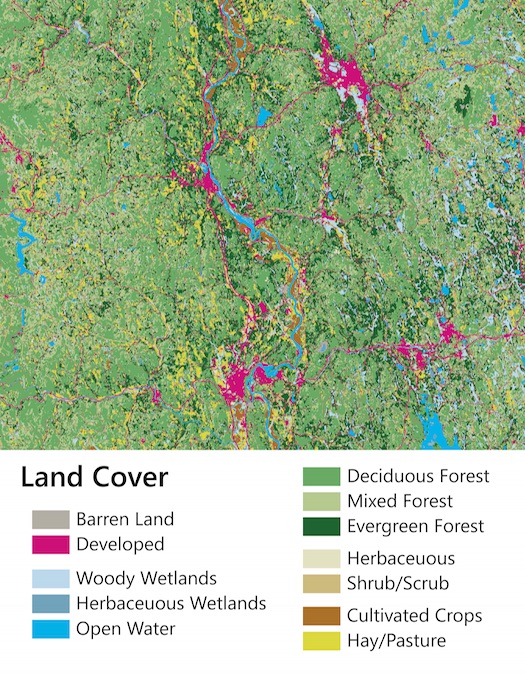 Land Cover
Barren Land
Developed
Woody Wetlands
Herbaceuous Wetlands
Open Water
Deciduous Forest
Mixed Forest
Evergreen Forest
Herbaceuous
Shrub/Scrub
Cultivated Crops
Hay/Pasture